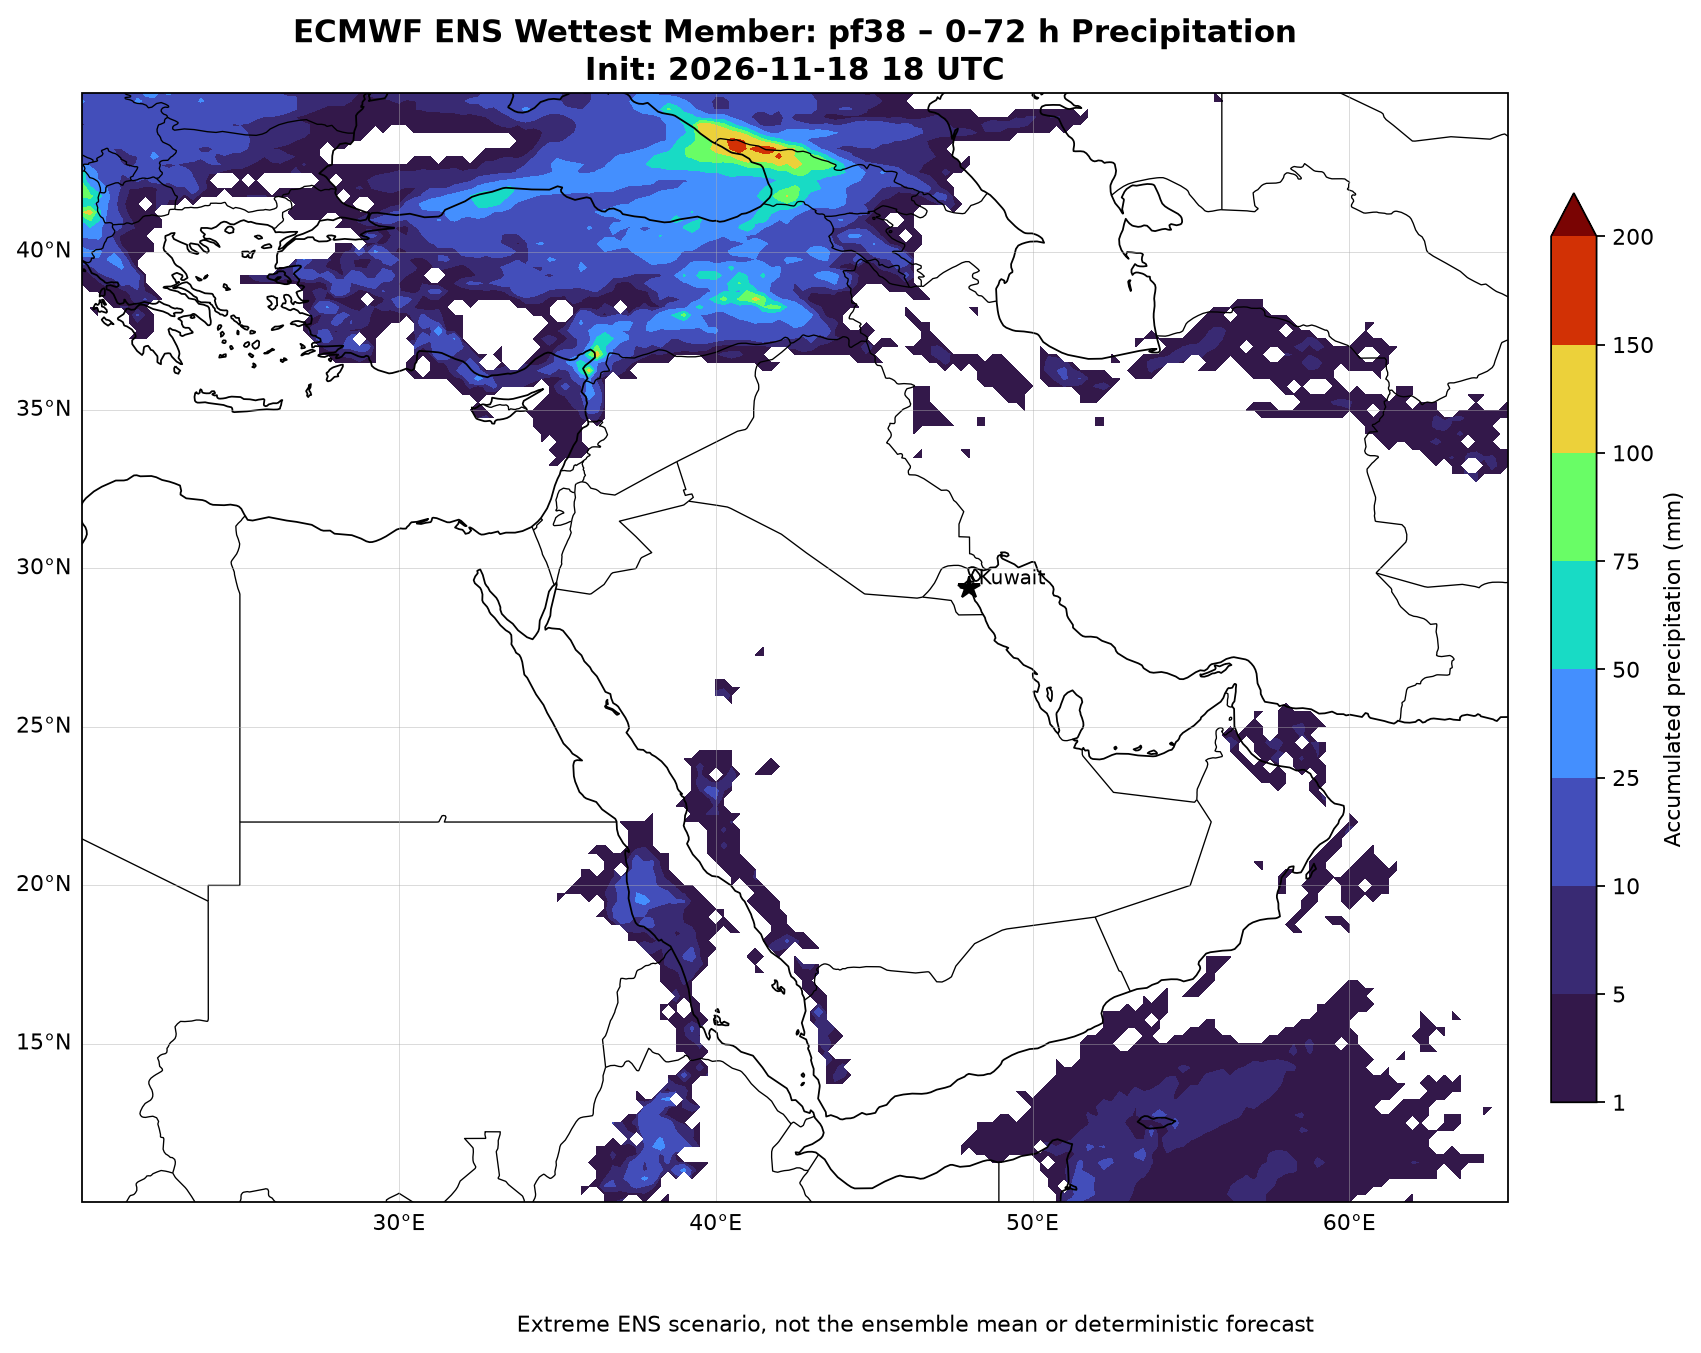 ECMWF ENS Wettest Member: pf38 – 0–72 h Precipitation
Init: 2026-11-18 18 UTC
40°N
35°N
30°N
25°N
20°N
15°N
30°E
40°E
50°E
60°E
Kuwait
200
150
100
75
50
25
10
5
1
Accumulated precipitation (mm)
Extreme ENS scenario, not the ensemble mean or deterministic forecast